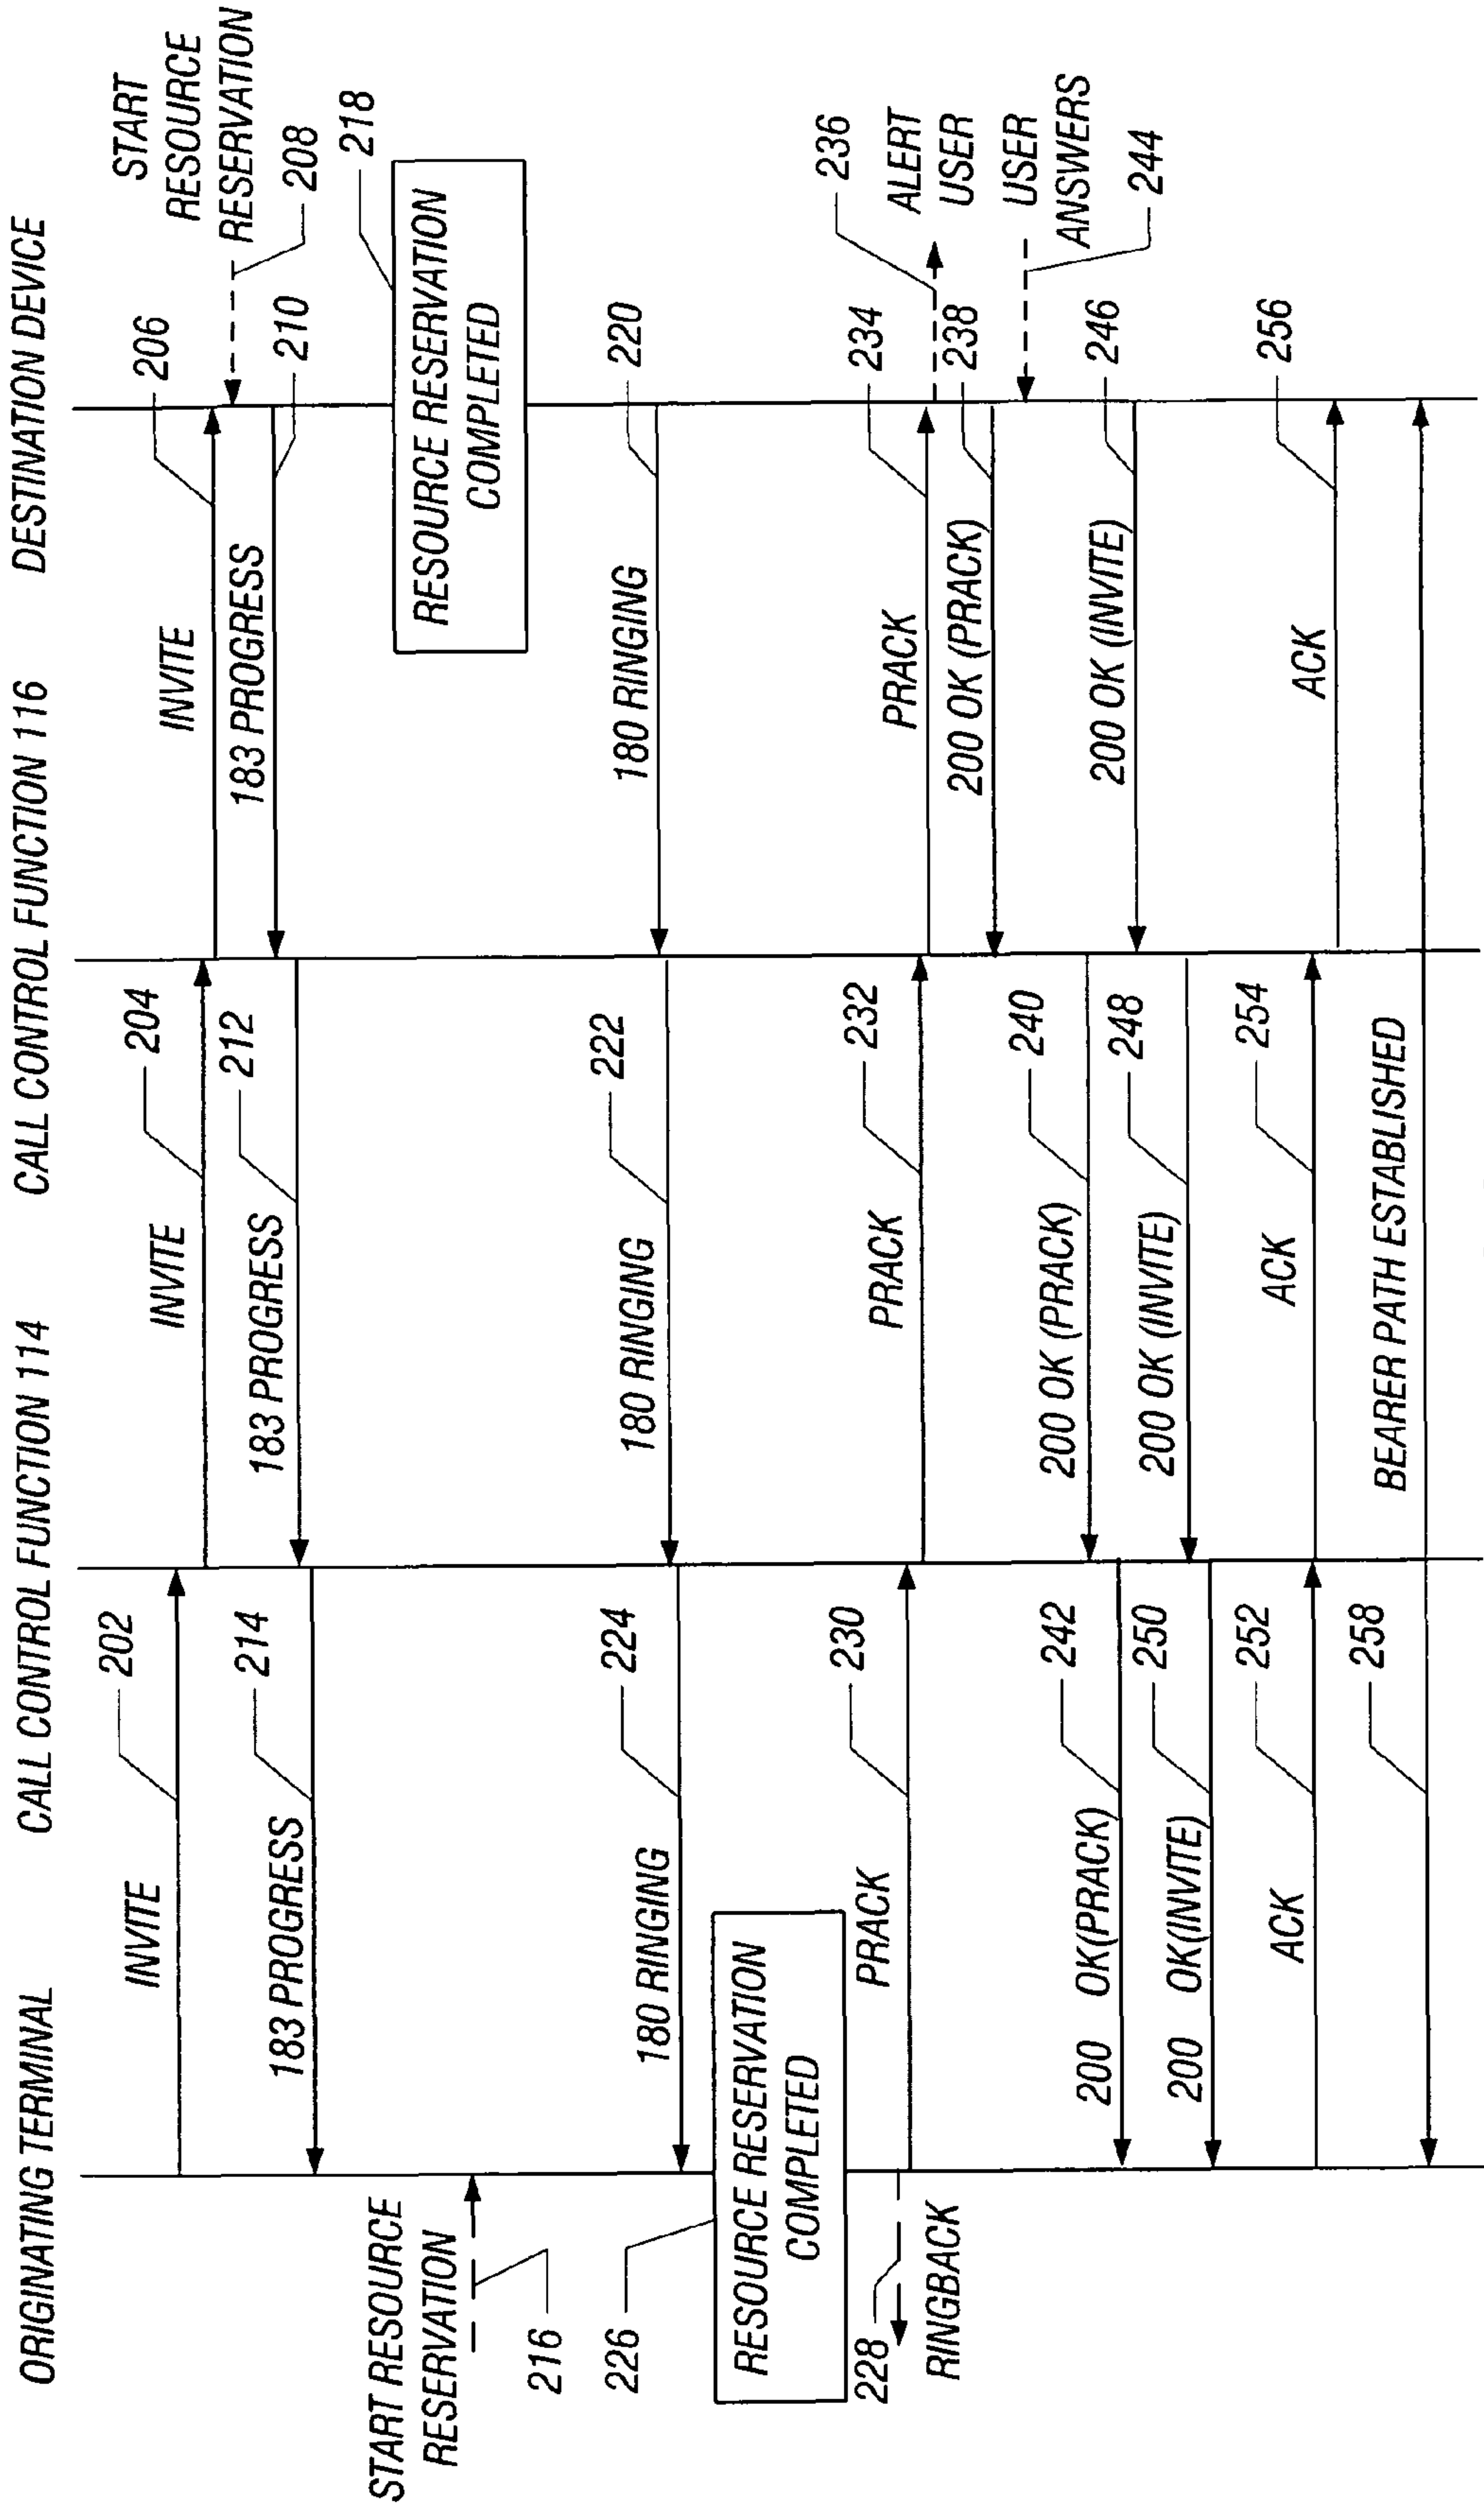 ORIGINATING TERMINAL
CALL CONTROL FUNCTION 114
CALL CONTROL FUNCTION 116
DESTINATION DEVICE
INVITE
202
INVITE
204
INVITE
206
START
RESOURCE
RESERVATION
208
183 PROGRESS
210
183 PROGRESS
212
183 PROGRESS
214
START RESOURCE
RESERVATION
216
218
RESOURCE RESERVATION
COMPLETED
180 RINGING
220
180 RINGING
222
180 RINGING
224
226
RESOURCE RESERVATION
COMPLETED
228
RINGBACK
PRACK
230
PRACK
232
PRACK
234
236
ALERT
USER
200 OK (PRACK)
238
200 OK (PRACK)
240
200 OK(PRACK)
242
USER
ANSWERS
244
200 OK (INVITE)
246
200 OK (INVITE)
248
200 OK(INVITE)
250
ACK
252
ACK
254
ACK
256
BEARER PATH ESTABLISHED
258